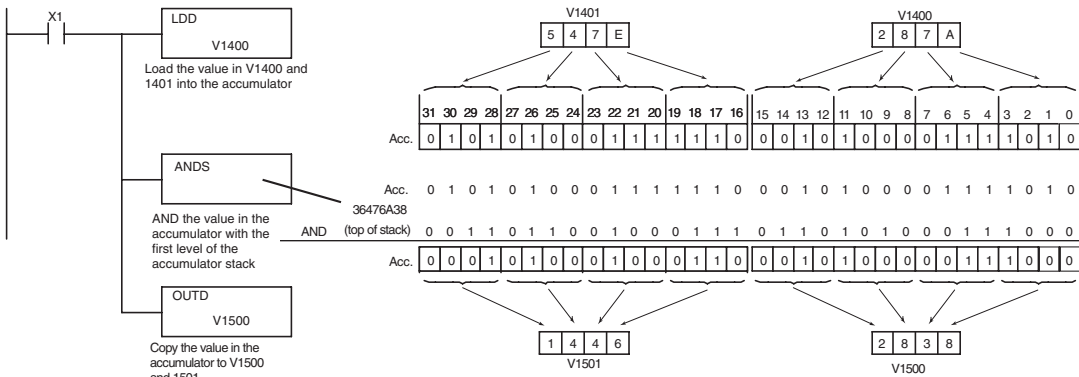 X1
LDD
V1400
Load the value in V1400 and
1401 into the accumulator
V1401
5 4 7 E
V1400
2 8 7 A
31 30 29 28 27 26 25 24 23 22 21 20 19 18 17 16 15 14 13 12 11 10 9 8 7 6 5 4 3 2 1 0
Acc. 0 1 0 1 0 1 0 0 0 1 1 1 1 1 1 0 0 0 1 0 1 0 0 0 0 1 1 1 1 0 1 0
ANDS
AND the value in the
accumulator with the
first level of the
accumulator stack
Acc. 0 1 0 1 0 1 0 0 0 1 1 1 1 1 1 0 0 0 1 0 1 0 0 0 0 1 1 1 1 0 1 0
36476A38
AND (top of stack) 0 0 1 1 0 1 1 0 0 1 0 0 0 1 1 1 0 1 1 0 1 0 1 0 0 0 1 1 1 0 0 0
Acc. 0 0 0 1 0 1 0 0 0 1 0 0 0 1 1 0 0 0 1 0 1 0 0 0 0 0 1 1 1 0 0 0
OUTD
V1500
Copy the value in the
accumulator to V1500
1 4 4 6
V1501
2 8 3 8
V1500